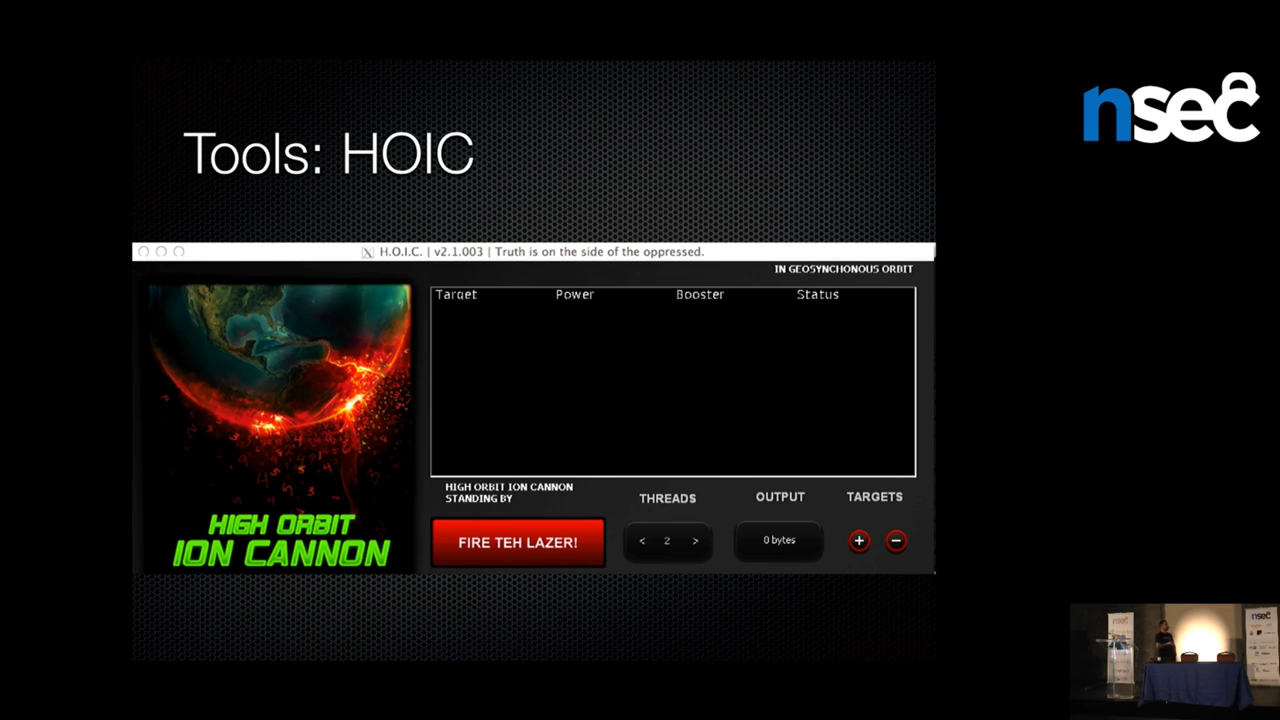 Tools: HOIC
nsec
H.O.I.C. | v2.1.003 | Truth is on the side of the oppressed.
IN GEOSYNCHONOUS ORBIT
Target Power Booster Status
HIGH ORBIT ION CANNON
STANDING BY
THREADS OUTPUT TARGETS
FIRE TEH LAZER!
< 2 >
0 bytes
+ −
HIGH ORBIT
ION CANNON
nsec
nsec